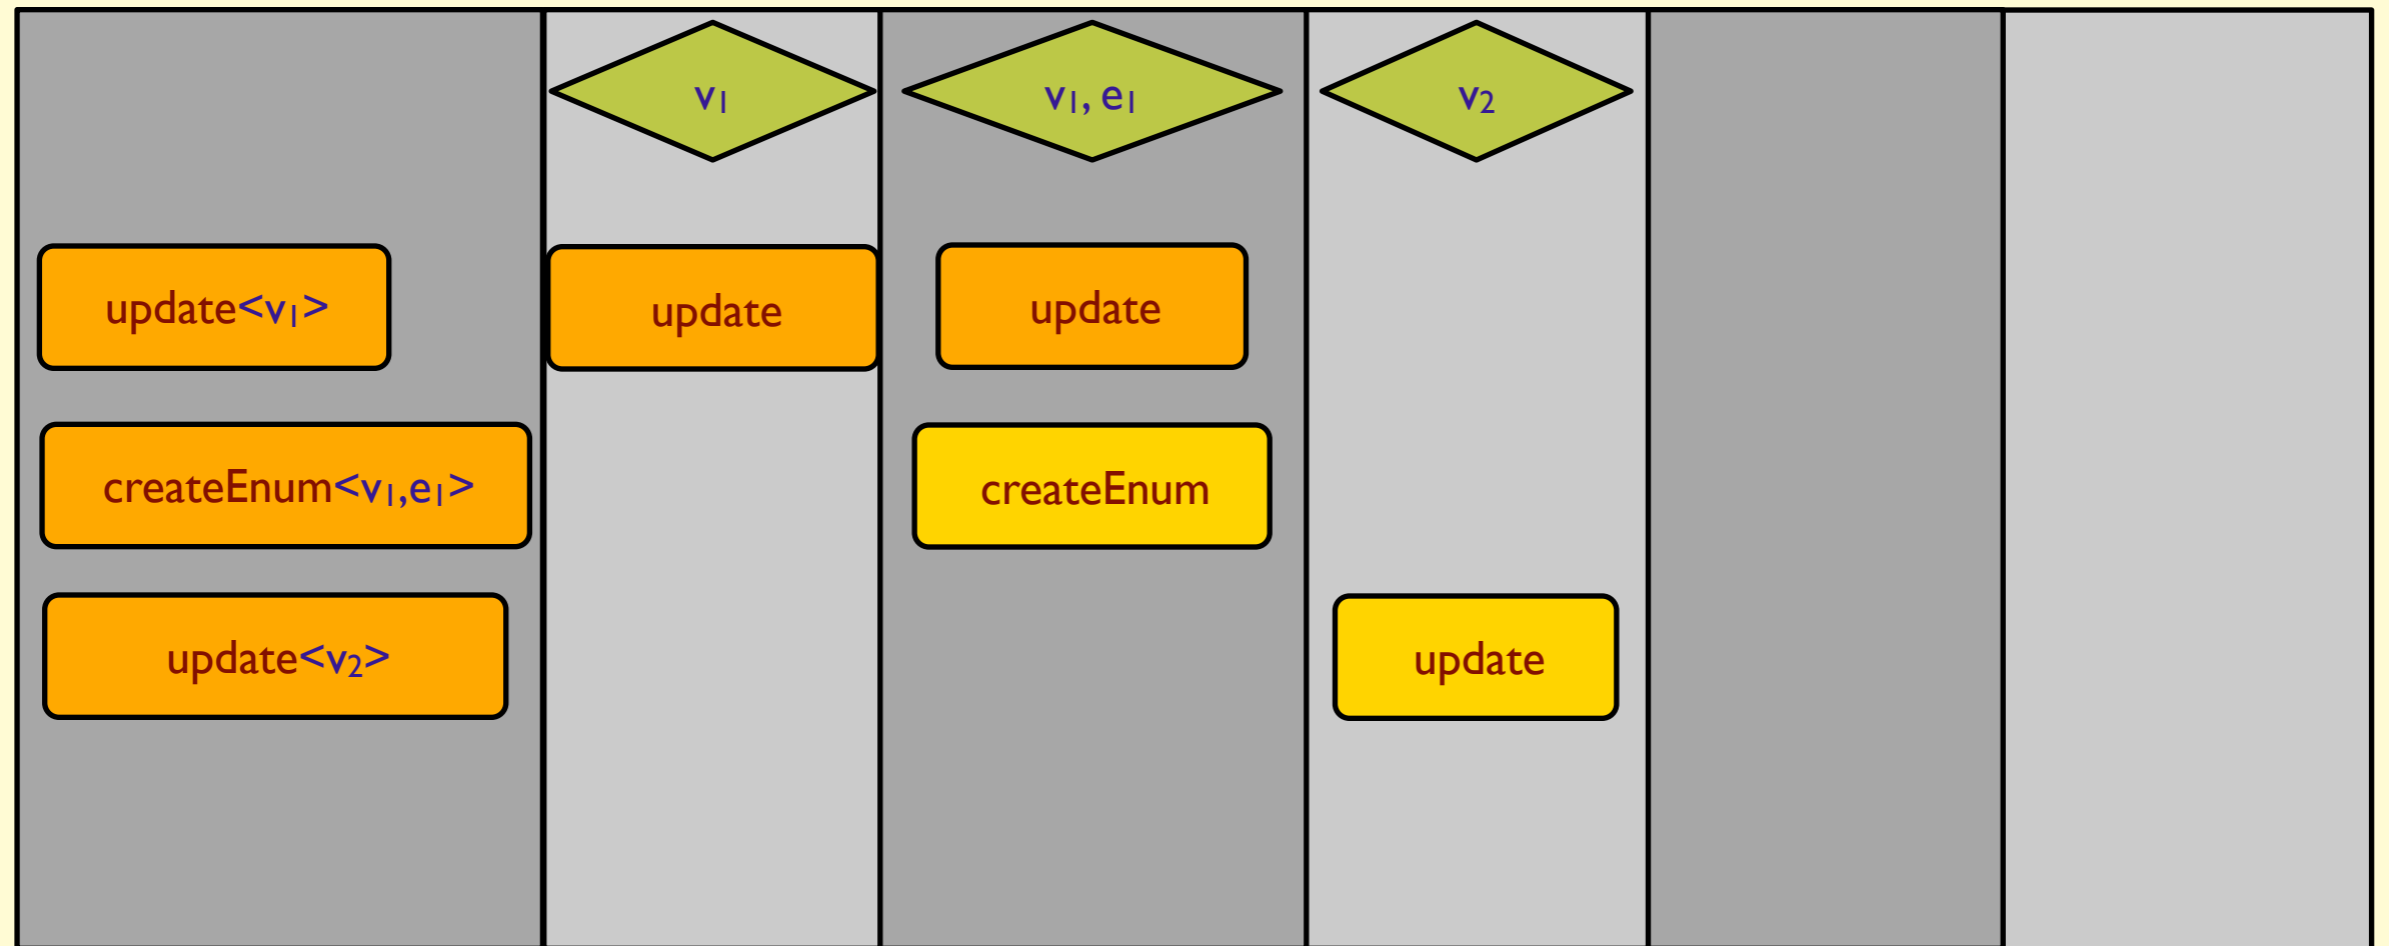 v₁
v₁, e₁
v₂
update<v₁>
update
update
createEnum<v₁,e₁>
createEnum
update<v₂>
update